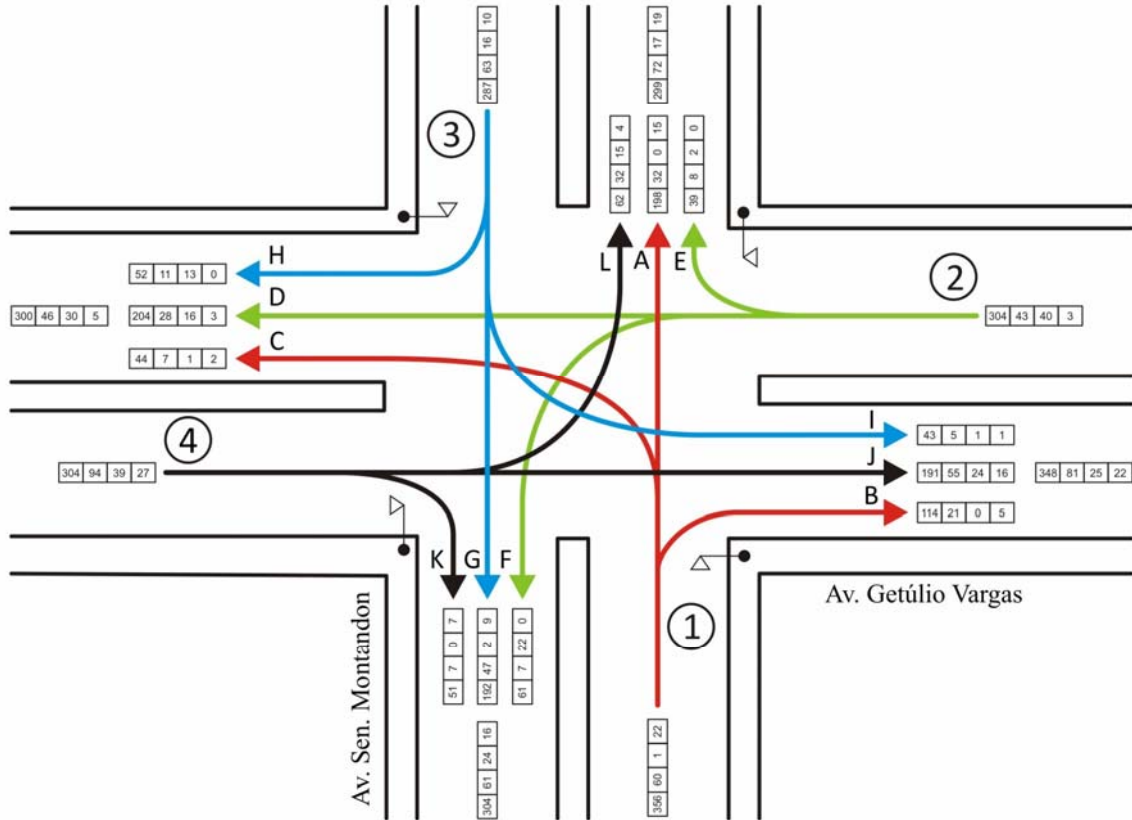 287 63 16 10
299 72 17 19
3
62 32 15 4
198 32 0 15
39 8 2 0
H
52 11 13 0
L A E
2
D
300 46 30 5
204 28 16 3
304 43 40 3
C
44 7 1 2
4
I
43 5 1 1
304 94 39 27
J
191 55 24 16
348 81 25 22
B
114 21 0 5
K G F
Av. Getúlio Vargas
1
51 7 0 7
192 47 2 9
61 7 22 0
Av. Sen. Montandon
304 61 24 16
356 60 1 22